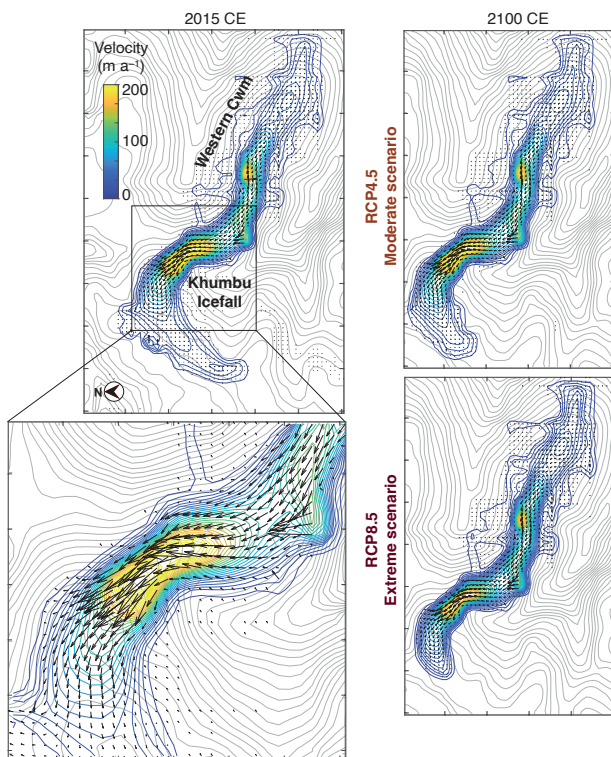 2015 CE
2100 CE
Velocity
(m a⁻¹)
200
100
0
Western Cwm
Khumbu
Icefall
N
RCP4.5
Moderate scenario
RCP8.5
Extreme scenario